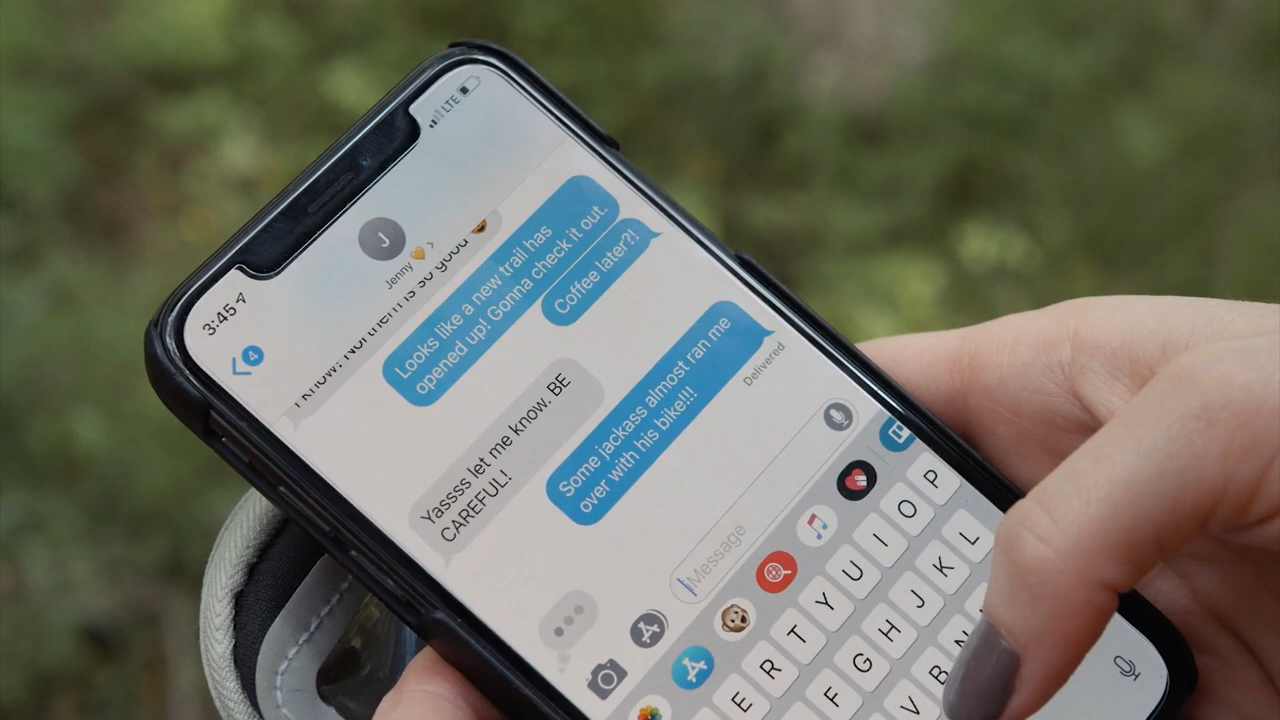 3:45
LTE
4
J
Jenny
is so good
Looks like a new trail has
opened up! Gonna check it out.
Coffee later?!
Yassss let me know. BE
CAREFUL!
Some jackass almost ran me
over with his bike!!!
Delivered
Message
E R T Y U I O P
F G H J K L
V B N